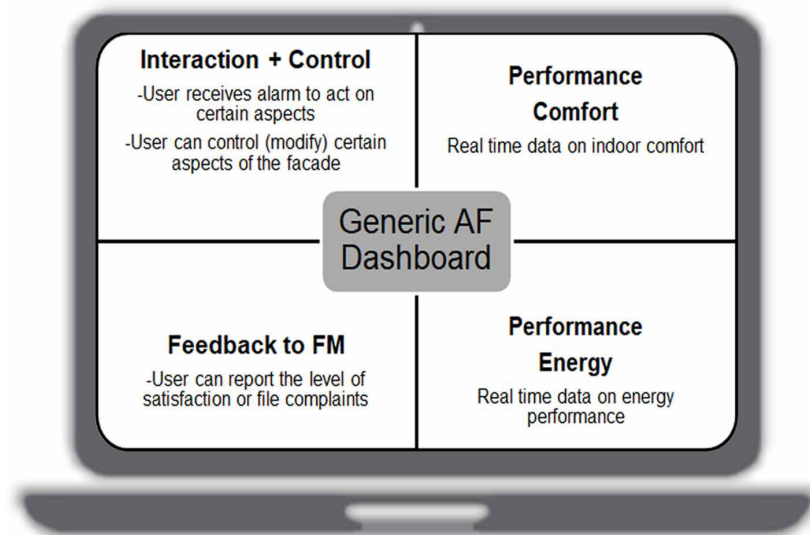 Interaction + Control
-User receives alarm to act on
certain aspects
-User can control (modify) certain
aspects of the facade
Performance
Comfort
Real time data on indoor comfort
Generic AF
Dashboard
Feedback to FM
-User can report the level of
satisfaction or file complaints
Performance
Energy
Real time data on energy
performance